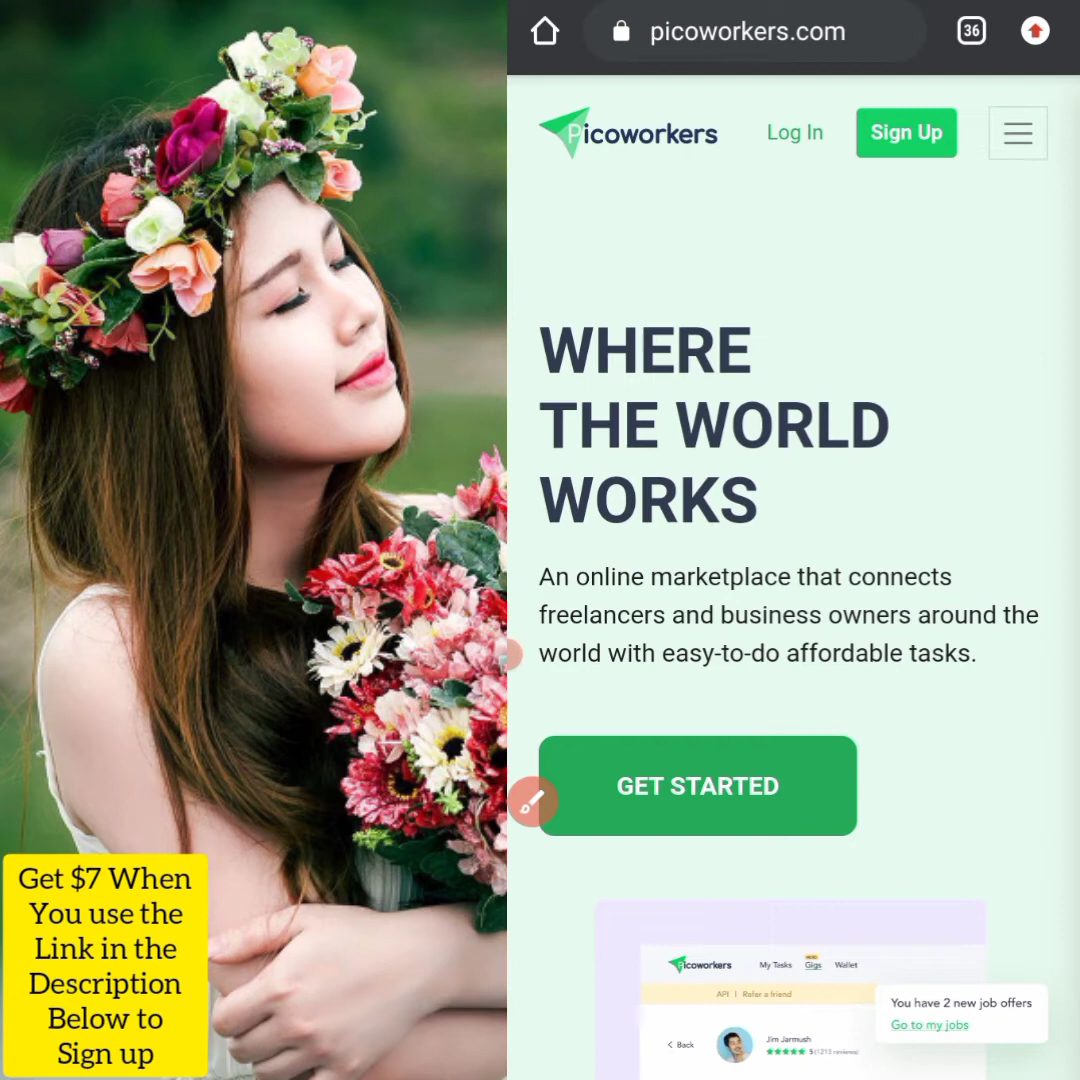 Get $7 When
You use the
Link in the
Description
Below to
Sign up
picoworkers.com
36
Picoworkers
Log In
Sign Up
WHERE
THE WORLD
WORKS
An online marketplace that connects
freelancers and business owners around the
world with easy-to-do affordable tasks.
GET STARTED
Picoworkers
My Tasks
Gigs
Wallet
API | Refer a friend
You have 2 new job offers
Go to my jobs
< Back
Jim Jarmush
5 (1213 reviews)